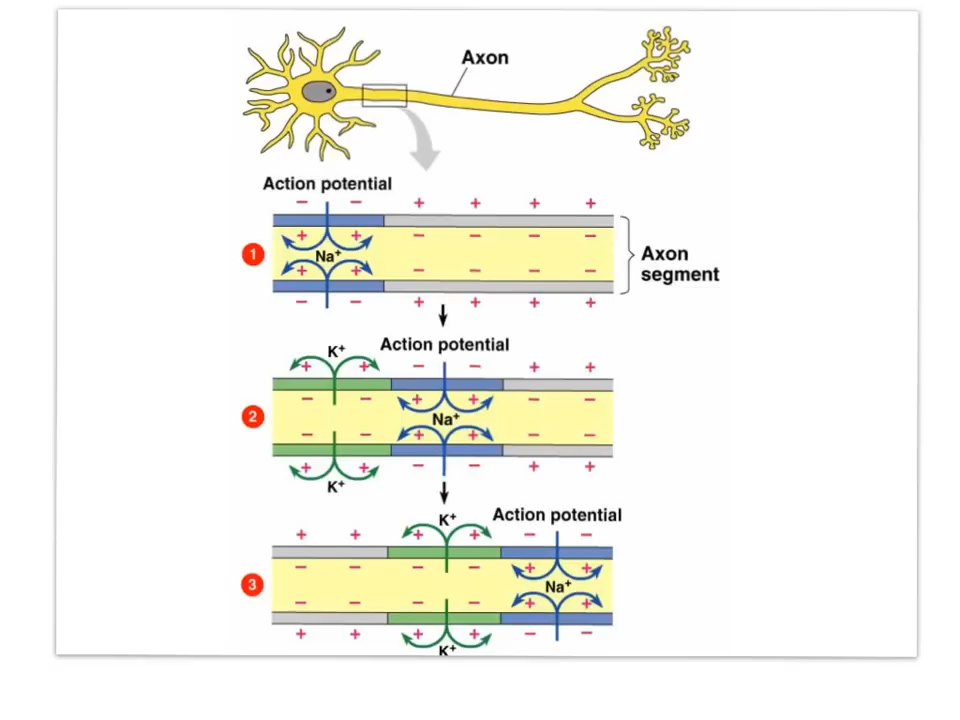 Axon
Action potential
1
Na⁺
Axon
segment
K⁺
Action potential
2
Na⁺
K⁺
K⁺
Action potential
3
Na⁺
K⁺